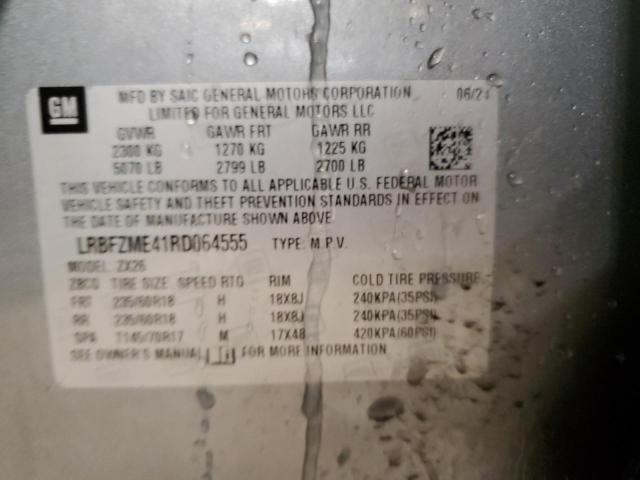 GM
MFD BY SAIC GENERAL MOTORS CORPORATION 06/24
LIMITED FOR GENERAL MOTORS LLC
GVWR GAWR FRT GAWR RR
2300 KG 1270 KG 1225 KG
5070 LB 2799 LB 2700 LB
THIS VEHICLE CONFORMS TO ALL APPLICABLE U.S. FEDERAL MOTOR
VEHICLE SAFETY AND THEFT PREVENTION STANDARDS IN EFFECT ON
THE DATE OF MANUFACTURE SHOWN ABOVE.
LRBFZME41RD064555 TYPE: M.P.V.
MODEL: ZX26
ZBCO TIRE SIZE SPEED RTG RIM COLD TIRE PRESSURE
FRT 235/60R18 H 18X8J 240KPA(35PSI)
RR 235/60R18 H 18X8J 240KPA(35PSI)
SPA T145/70R17 M 17X4B 420KPA(60PSI)
SEE OWNER'S MANUAL FOR MORE INFORMATION